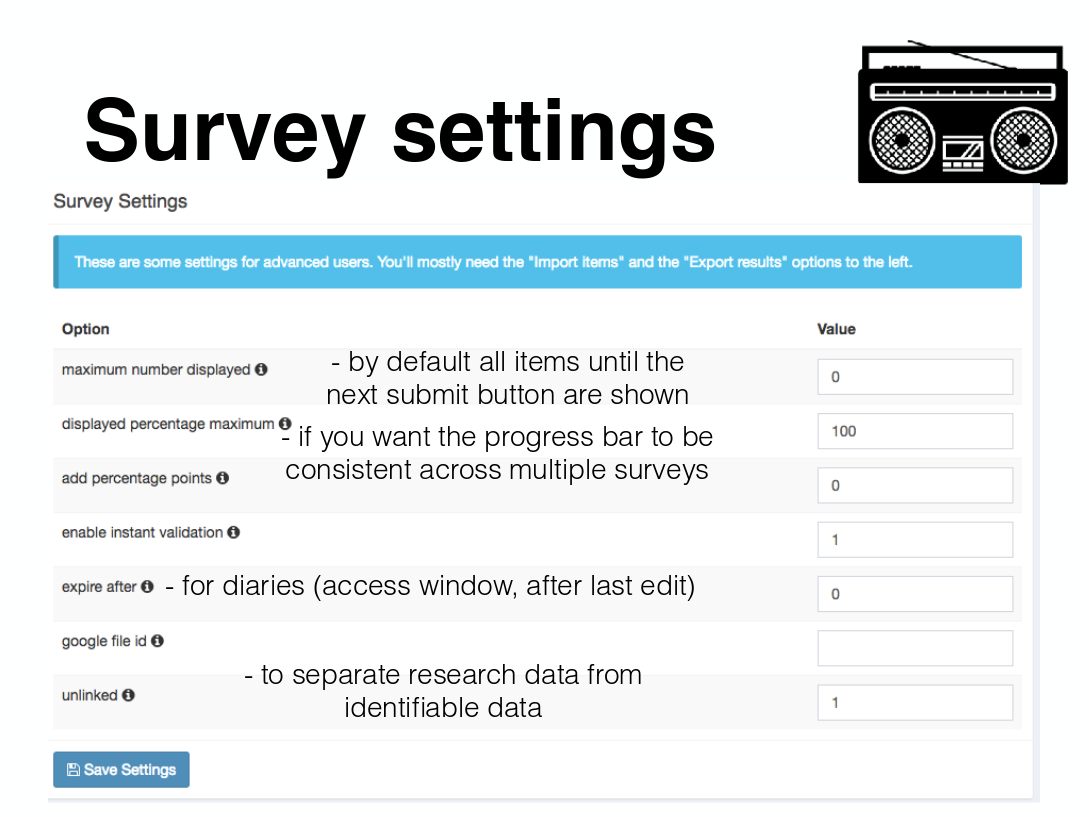 Survey settings
Survey Settings
These are some settings for advanced users. You'll mostly need the "Import items" and the "Export results" options to the left.
Option Value
maximum number displayed 0
- by default all items until the
next submit button are shown
displayed percentage maximum 100
- if you want the progress bar to be
consistent across multiple surveys
add percentage points 0
enable instant validation 1
expire after - for diaries (access window, after last edit) 0
google file id
- to separate research data from
identifiable data
unlinked 1
Save Settings